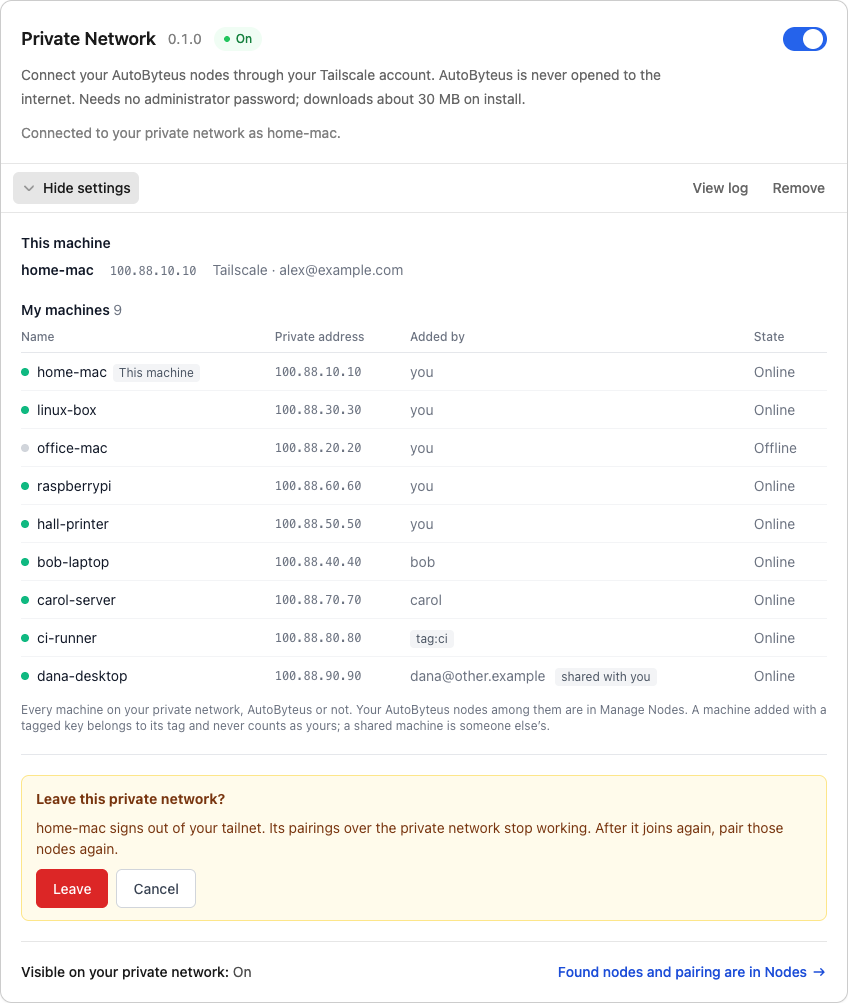 Private Network 0.1.0 On
Connect your AutoByteus nodes through your Tailscale account. AutoByteus is never opened to the
internet. Needs no administrator password; downloads about 30 MB on install.
Connected to your private network as home-mac.
Hide settings View log Remove
This machine
home-mac 100.88.10.10 Tailscale · alex@example.com
My machines 9
Name Private address Added by State
home-mac This machine 100.88.10.10 you Online
linux-box 100.88.30.30 you Online
office-mac 100.88.20.20 you Offline
raspberrypi 100.88.60.60 you Online
hall-printer 100.88.50.50 you Online
bob-laptop 100.88.40.40 bob Online
carol-server 100.88.70.70 carol Online
ci-runner 100.88.80.80 tag:ci Online
dana-desktop 100.88.90.90 dana@other.example shared with you Online
Every machine on your private network, AutoByteus or not. Your AutoByteus nodes among them are in Manage Nodes. A machine added with a
tagged key belongs to its tag and never counts as yours; a shared machine is someone else's.
Leave this private network?
home-mac signs out of your tailnet. Its pairings over the private network stop working. After it joins again, pair those
nodes again.
Leave Cancel
Visible on your private network: On Found nodes and pairing are in Nodes →